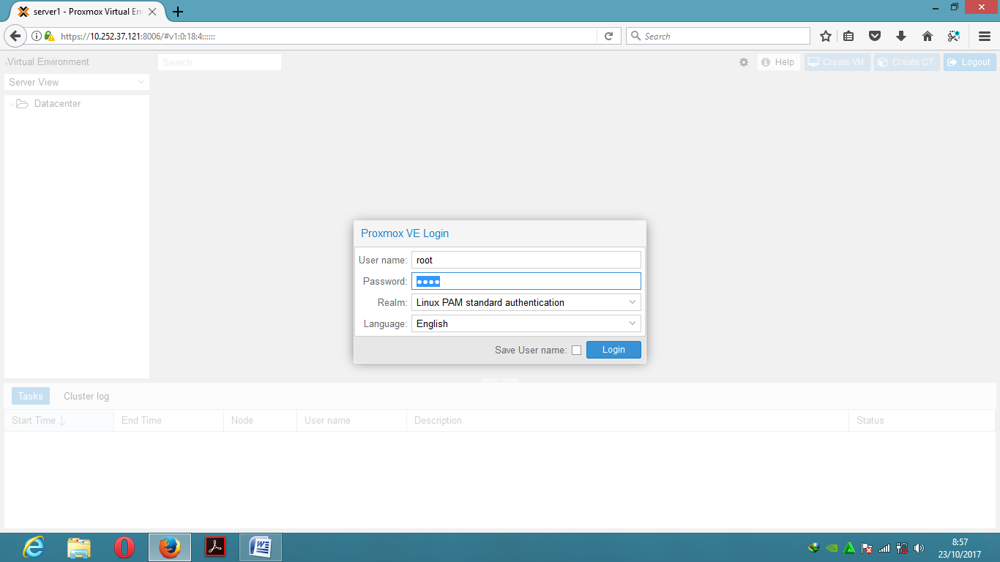 server1 - Proxmox Virtual En
https://10.252.37.121:8006/#v1:0:18:4::::::
Search
Virtual Environment
Search
Help
Create VM
Create CT
Logout
Server View
Datacenter
Proxmox VE Login
User name: root
Password: ●●●●
Realm: Linux PAM standard authentication
Language: English
Save User name:
Login
Tasks
Cluster log
Start Time
End Time
Node
User name
Description
Status
8:57
23/10/2017